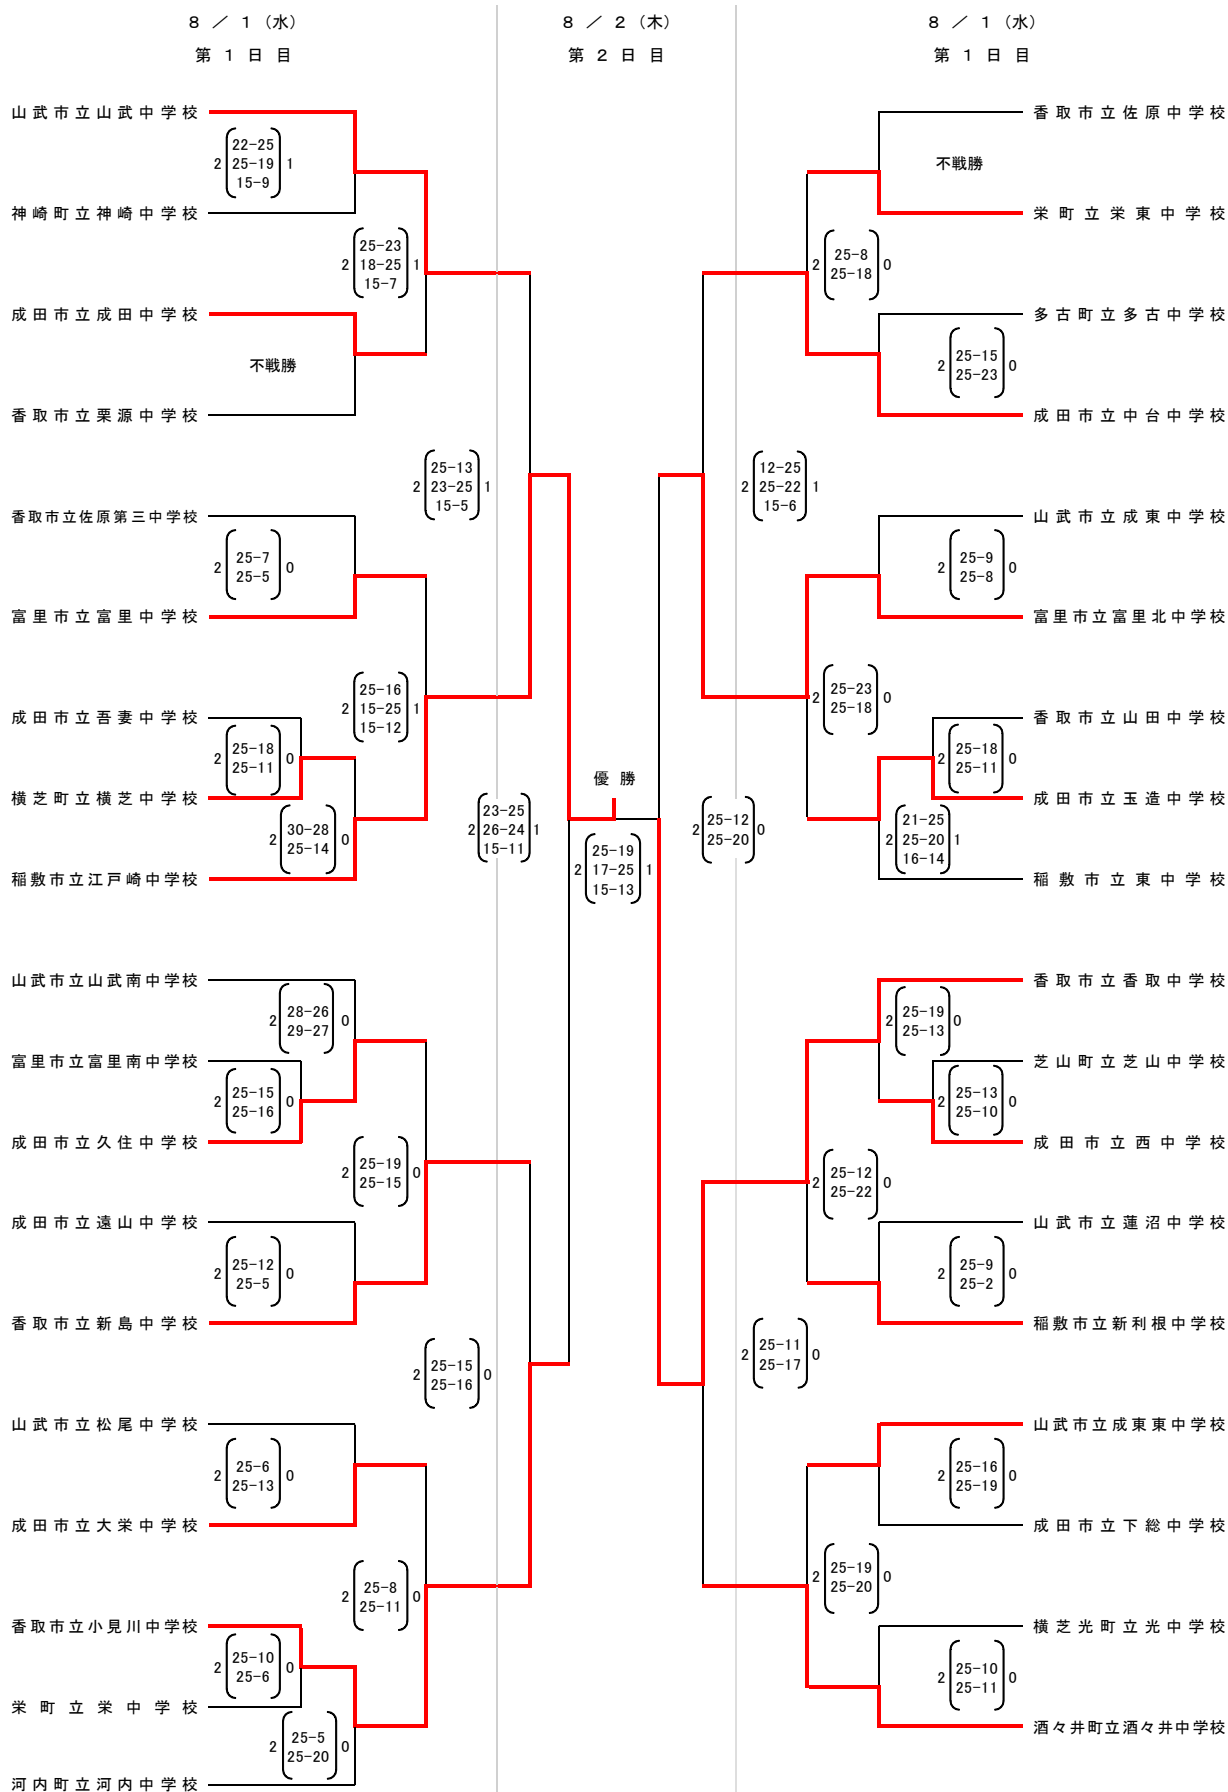 8 ／ 1 (水)
第 1 日 目
8 ／ 2 (木)
第 2 日 目
8 ／ 1 (水)
第 1 日 目
山武市立山武中学校
2 22-25 1
25-19
15-9
神崎町立神崎中学校
2 25-23 1
18-25
15-7
成田市立成田中学校
不戦勝
香取市立栗源中学校
2 25-13 1
23-25
15-5
香取市立佐原第三中学校
2 25-7 0
25-5
富里市立富里中学校
2 25-16 1
15-25
15-12
成田市立吾妻中学校
2 25-18 0
25-11
横芝町立横芝中学校
2 30-28 0
25-14
稲敷市立江戸崎中学校
2 23-25 1
26-24
15-11
山武市立山武南中学校
2 28-26 0
29-27
富里市立富里南中学校
2 25-15 0
25-16
成田市立久住中学校
2 25-19 0
25-15
成田市立遠山中学校
2 25-12 0
25-5
香取市立新島中学校
2 25-15 0
25-16
山武市立松尾中学校
2 25-6 0
25-13
成田市立大栄中学校
2 25-8 0
25-11
香取市立小見川中学校
2 25-10 0
25-6
栄町立栄中学校
2 25-5 0
25-20
河内町立河内中学校
優 勝
2 25-19 1
17-25
15-13
香取市立佐原中学校
不戦勝
栄町立栄東中学校
2 25-8 0
25-18
多古町立多古中学校
2 25-15 0
25-23
成田市立中台中学校
2 12-25 1
25-22
15-6
山武市立成東中学校
2 25-9 0
25-8
富里市立富里北中学校
2 25-23 0
25-18
香取市立山田中学校
2 25-18 0
25-11
成田市立玉造中学校
2 21-25 1
25-20
16-14
稲敷市立東中学校
2 25-12 0
25-20
香取市立香取中学校
2 25-19 0
25-13
芝山町立芝山中学校
2 25-13 0
25-10
成田市立西中学校
2 25-12 0
25-22
山武市立蓮沼中学校
2 25-9 0
25-2
稲敷市立新利根中学校
2 25-11 0
25-17
山武市立成東東中学校
2 25-16 0
25-19
成田市立下総中学校
2 25-19 0
25-20
横芝光町立光中学校
2 25-10 0
25-11
酒々井町立酒々井中学校